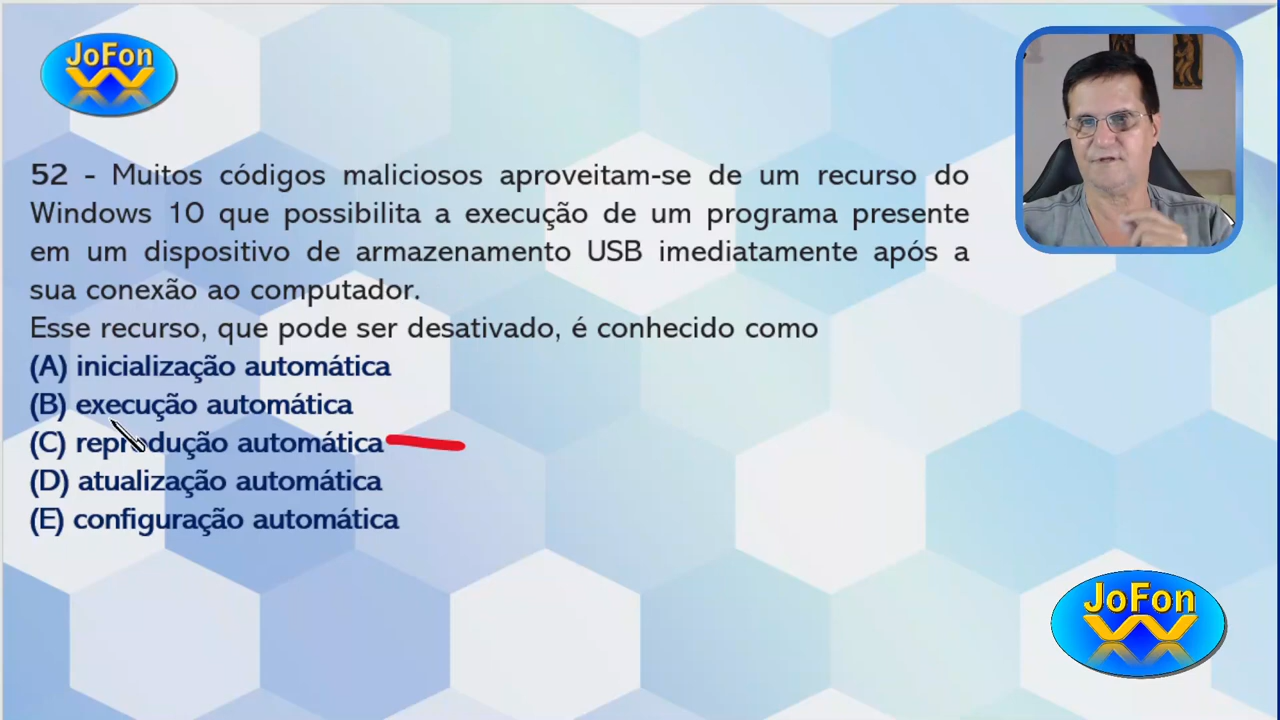 JoFon
52 - Muitos códigos maliciosos aproveitam-se de um recurso do
Windows 10 que possibilita a execução de um programa presente
em um dispositivo de armazenamento USB imediatamente após a
sua conexão ao computador.
Esse recurso, que pode ser desativado, é conhecido como
(A) inicialização automática
(B) execução automática
(C) reprodução automática
(D) atualização automática
(E) configuração automática
JoFon